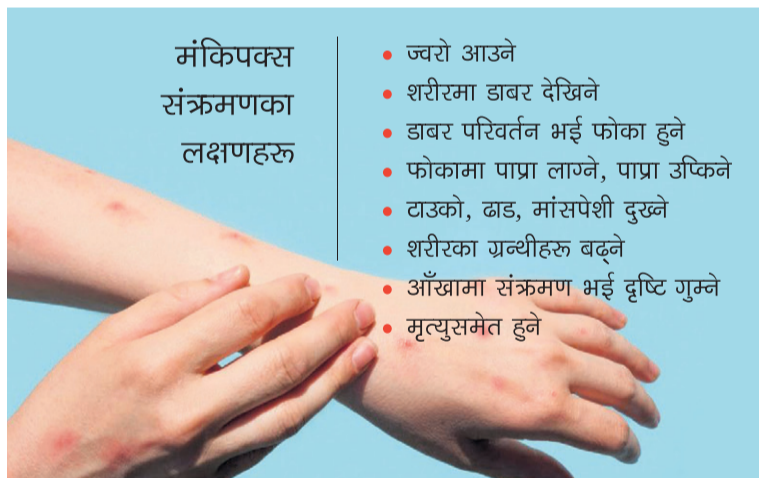 मंकिपक्स
संक्रमणका
लक्षणहरू
ज्वरो आउने
शरीरमा डाबर देखिने
डाबर परिवर्तन भई फोका हुने
फोकामा पाप्रा लाग्ने, पाप्रा उप्किने
टाउको, ढाड, मांसपेशी दुख्ने
शरीरका ग्रन्थीहरू बढ्ने
आँखामा संक्रमण भई दृष्टि गुम्ने
मृत्युसमेत हुने